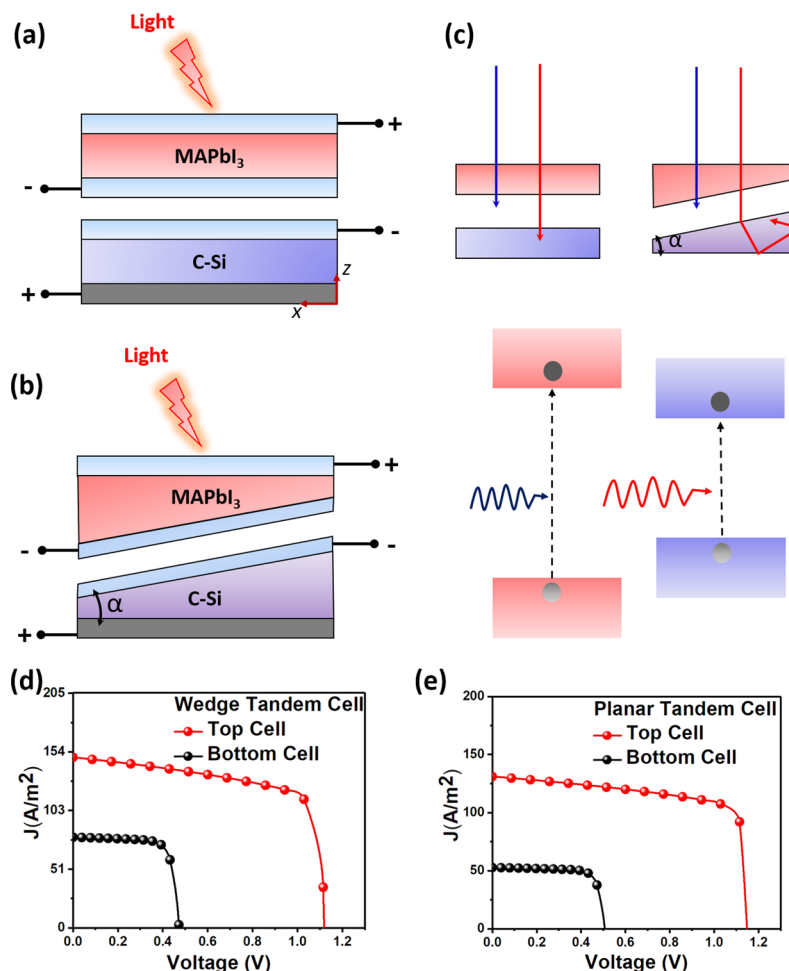 (a)
Light
+
MAPbI₃
-
-
C-Si
z
+
x
(b)
Light
+
MAPbI₃
-
-
α
C-Si
+
(c)
α
(d)
205
154
103
51
0
J(A/m²)
Wedge Tandem Cell
Top Cell
Bottom Cell
0.0 0.2 0.4 0.6 0.8 1.0 1.2
Voltage (V)
(e)
200
150
100
50
0
J(A/m²)
Planar Tandem Cell
Top Cell
Bottom Cell
0.0 0.2 0.4 0.6 0.8 1.0 1.2
Voltage (V)